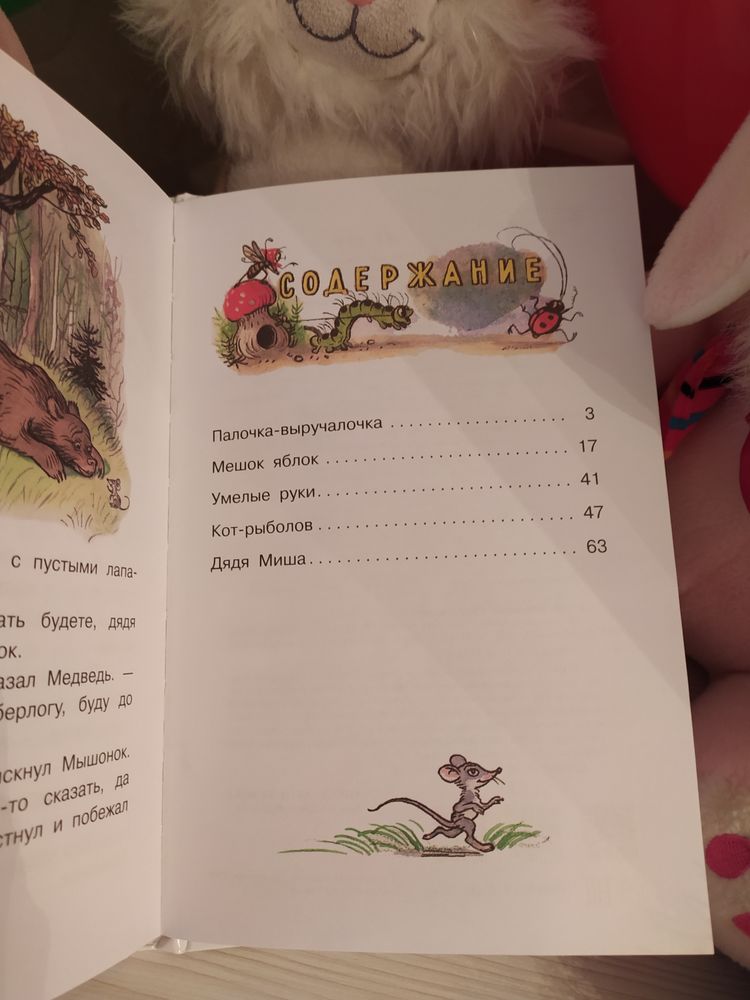 с пустыми лапа-
ать будете, дядя
ок.
азал Медведь. –
берлогу, буду до
искнул Мышонок.
-то сказать, да
стнул и побежал
СОДЕРЖАНИЕ
Палочка-выручалочка . . . . . . . . . . . . . . . . . . . . 3
Мешок яблок . . . . . . . . . . . . . . . . . . . . . . . . . . . 17
Умелые руки. . . . . . . . . . . . . . . . . . . . . . . . . . . . 41
Кот-рыболов . . . . . . . . . . . . . . . . . . . . . . . . . . . . 47
Дядя Миша. . . . . . . . . . . . . . . . . . . . . . . . . . . . . 63